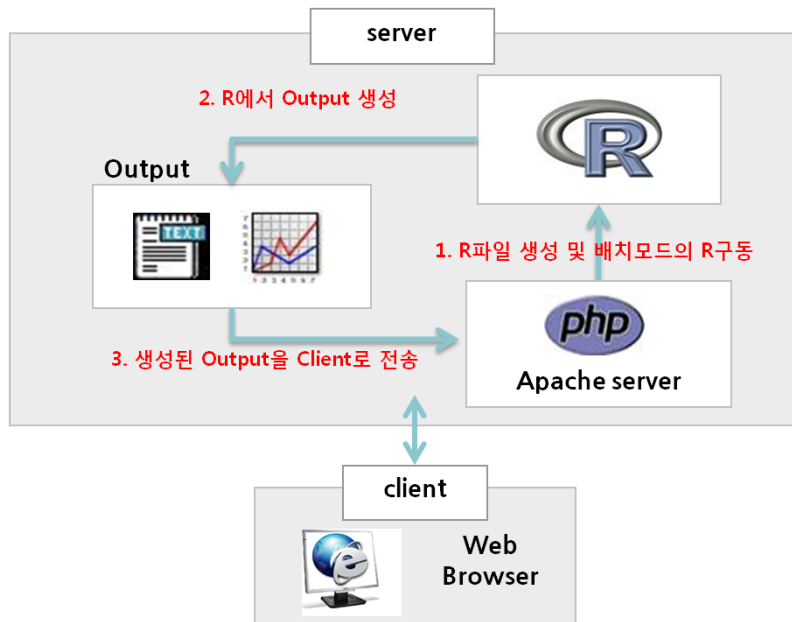 server
2. R에서 Output 생성
R
Output
TEXT
1. R파일 생성 및 배치모드의 R구동
php
3. 생성된 Output을 Client로 전송
Apache server
client
Web
Browser